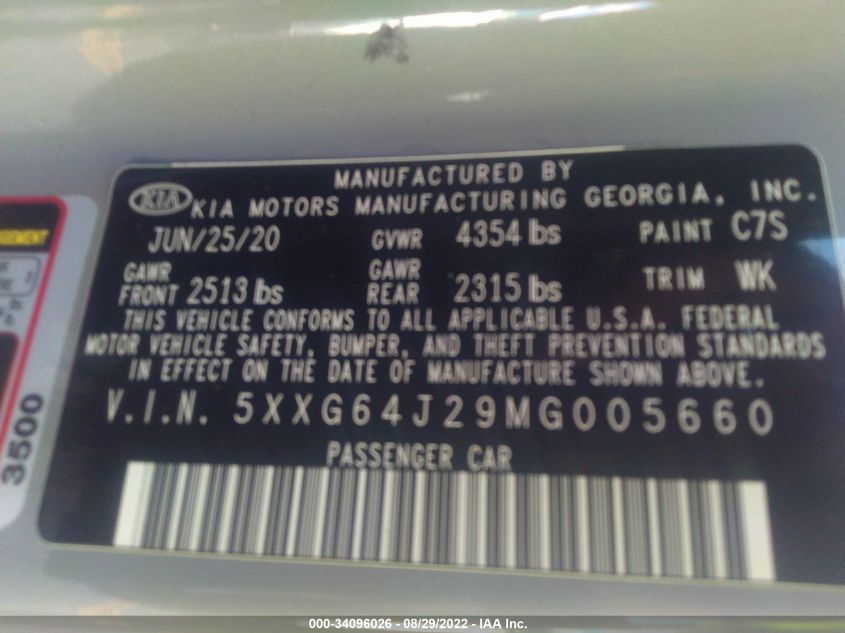 MANUFACTURED BY
KIA KIA MOTORS MANUFACTURING GEORGIA, INC.
JUN/25/20 GVWR 4354 lbs PAINT C7S
GAWR FRONT 2513 lbs GAWR REAR 2315 lbs TRIM WK
THIS VEHICLE CONFORMS TO ALL APPLICABLE U.S.A. FEDERAL
MOTOR VEHICLE SAFETY, BUMPER, AND THEFT PREVENTION STANDARDS
IN EFFECT ON THE DATE OF MANUFACTURE SHOWN ABOVE.
V.I.N. 5XXG64J29MG005660
PASSENGER CAR
3500
000-34096026 - 08/29/2022 - IAA Inc.